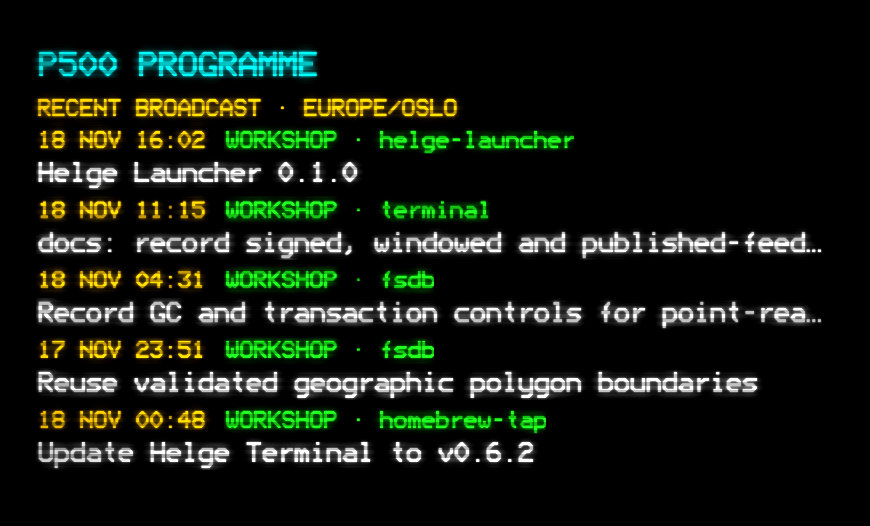 P500 PROGRAMME
RECENT BROADCAST · EUROPE/OSLO
18 NOV 16:02 WORKSHOP · helge-launcher
Helge Launcher 0.1.0
18 NOV 11:15 WORKSHOP · terminal
docs: record signed, windowed and published-feed…
18 NOV 04:31 WORKSHOP · fsdb
Record GC and transaction controls for point-rea…
17 NOV 23:51 WORKSHOP · fsdb
Reuse validated geographic polygon boundaries
18 NOV 00:48 WORKSHOP · homebrew-tap
Update Helge Terminal to v0.6.2